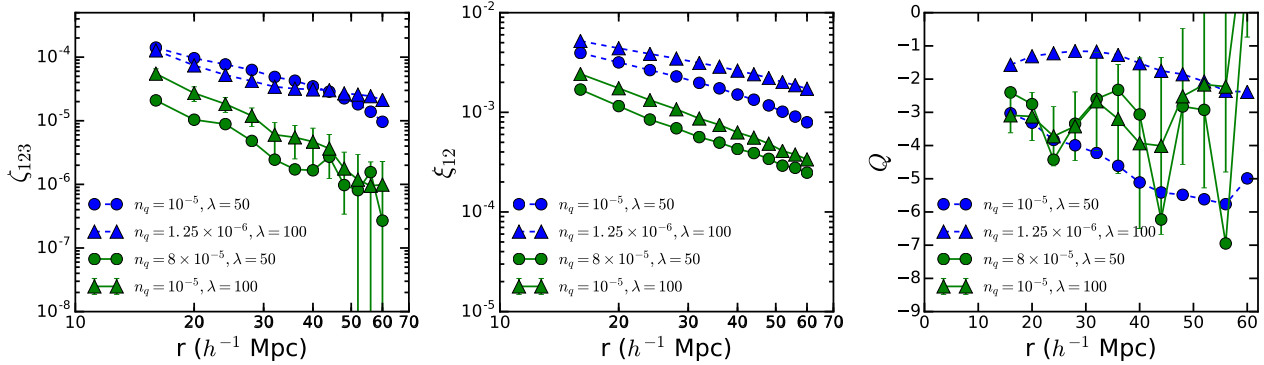 10⁻⁴
10⁻⁵
10⁻⁶
10⁻⁷
10⁻⁸
ζ₁₂₃
n_q = 10⁻⁵, λ = 50
n_q = 1.25 × 10⁻⁶, λ = 100
n_q = 8 × 10⁻⁵, λ = 50
n_q = 10⁻⁵, λ = 100
10 20 30 40 50 60 70
r (h⁻¹ Mpc)
10⁻²
10⁻³
10⁻⁴
10⁻⁵
ξ₁₂
n_q = 10⁻⁵, λ = 50
n_q = 1.25 × 10⁻⁶, λ = 100
n_q = 8 × 10⁻⁵, λ = 50
n_q = 10⁻⁵, λ = 100
10 20 30 40 50 60 70
r (h⁻¹ Mpc)
0
−1
−2
−3
−4
−5
−6
−7
−8
−9
Q
n_q = 10⁻⁵, λ = 50
n_q = 1.25 × 10⁻⁶, λ = 100
n_q = 8 × 10⁻⁵, λ = 50
n_q = 10⁻⁵, λ = 100
0 10 20 30 40 50 60
r (h⁻¹ Mpc)